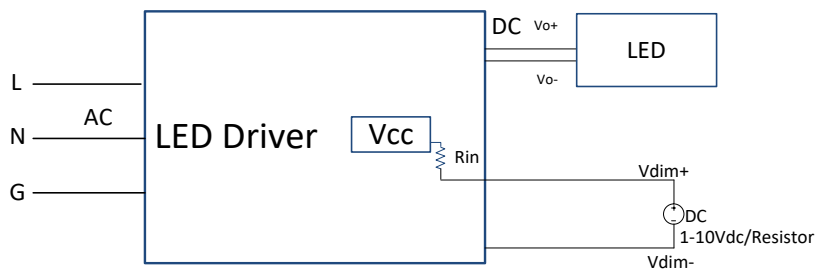 DC Vo+
LED
Vo-
L
AC
N
LED Driver
Vcc
Rin
G
Vdim+
+
DC
-
1-10Vdc/Resistor
Vdim-